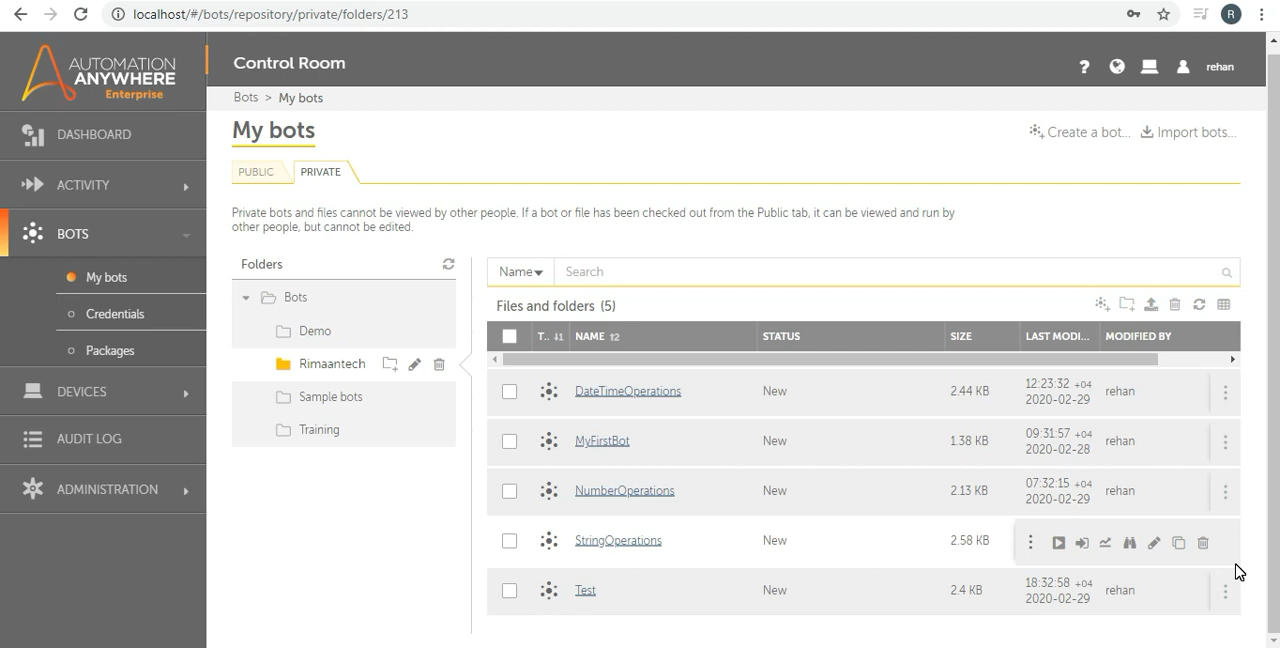 localhost/#/bots/repository/private/folders/213
R
AUTOMATION
ANYWHERE
Enterprise
Control Room
rehan
Bots > My bots
My bots
Create a bot... Import bots...
PUBLIC PRIVATE
Private bots and files cannot be viewed by other people. If a bot or file has been checked out from the Public tab, it can be viewed and run by
other people, but cannot be edited.
DASHBOARD
ACTIVITY
BOTS
My bots
Credentials
Packages
DEVICES
AUDIT LOG
ADMINISTRATION
Folders
Bots
Demo
Rimaantech
Sample bots
Training
Name Search
Files and folders (5)
T.. NAME STATUS SIZE LAST MODI... MODIFIED BY
DateTimeOperations New 2.44 KB 12:23:32 +04 rehan
2020-02-29
MyFirstBot New 1.38 KB 09:31:57 +04 rehan
2020-02-28
NumberOperations New 2.13 KB 07:32:15 +04 rehan
2020-02-29
StringOperations New 2.58 KB
Test New 2.4 KB 18:32:58 +04 rehan
2020-02-29